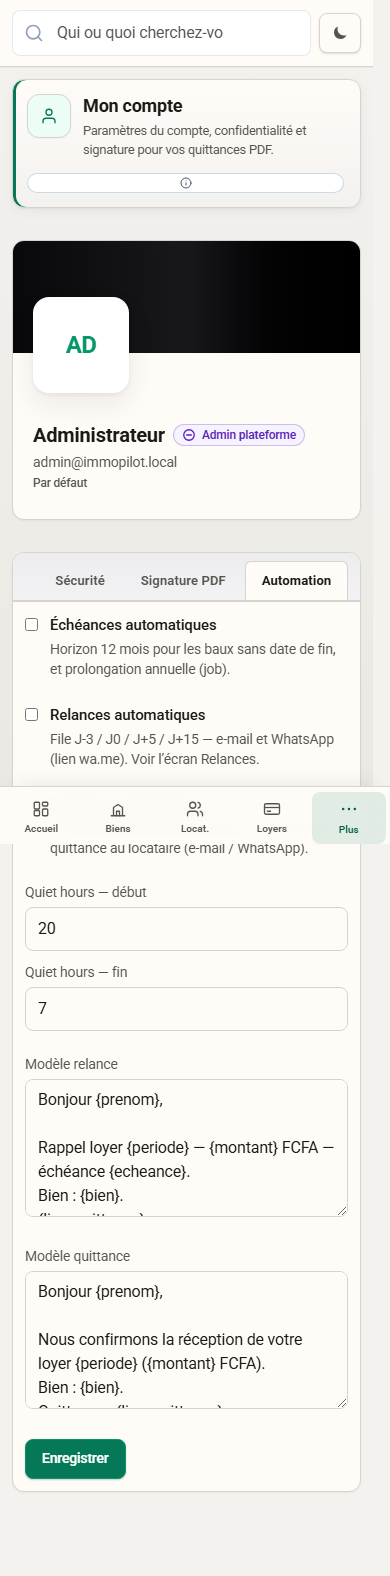 Qui ou quoi cherchez-vo
Mon compte
Paramètres du compte, confidentialité et
signature pour vos quittances PDF.
AD
Administrateur
Admin plateforme
admin@immopilot.local
Par défaut
Sécurité
Signature PDF
Automation
Échéances automatiques
Horizon 12 mois pour les baux sans date de fin,
et prolongation annuelle (job).
Relances automatiques
File J-3 / J0 / J+5 / J+15 — e-mail et WhatsApp
(lien wa.me). Voir l'écran Relances.
Accueil
Biens
Locat.
Loyers
Plus
quittance au locataire (e-mail / WhatsApp).
Quiet hours — début
20
Quiet hours — fin
7
Modèle relance
Bonjour {prenom},
Rappel loyer {periode} — {montant} FCFA —
échéance {echeance}.
Bien : {bien}.
Modèle quittance
Bonjour {prenom},
Nous confirmons la réception de votre
loyer {periode} ({montant} FCFA).
Bien : {bien}.
Enregistrer